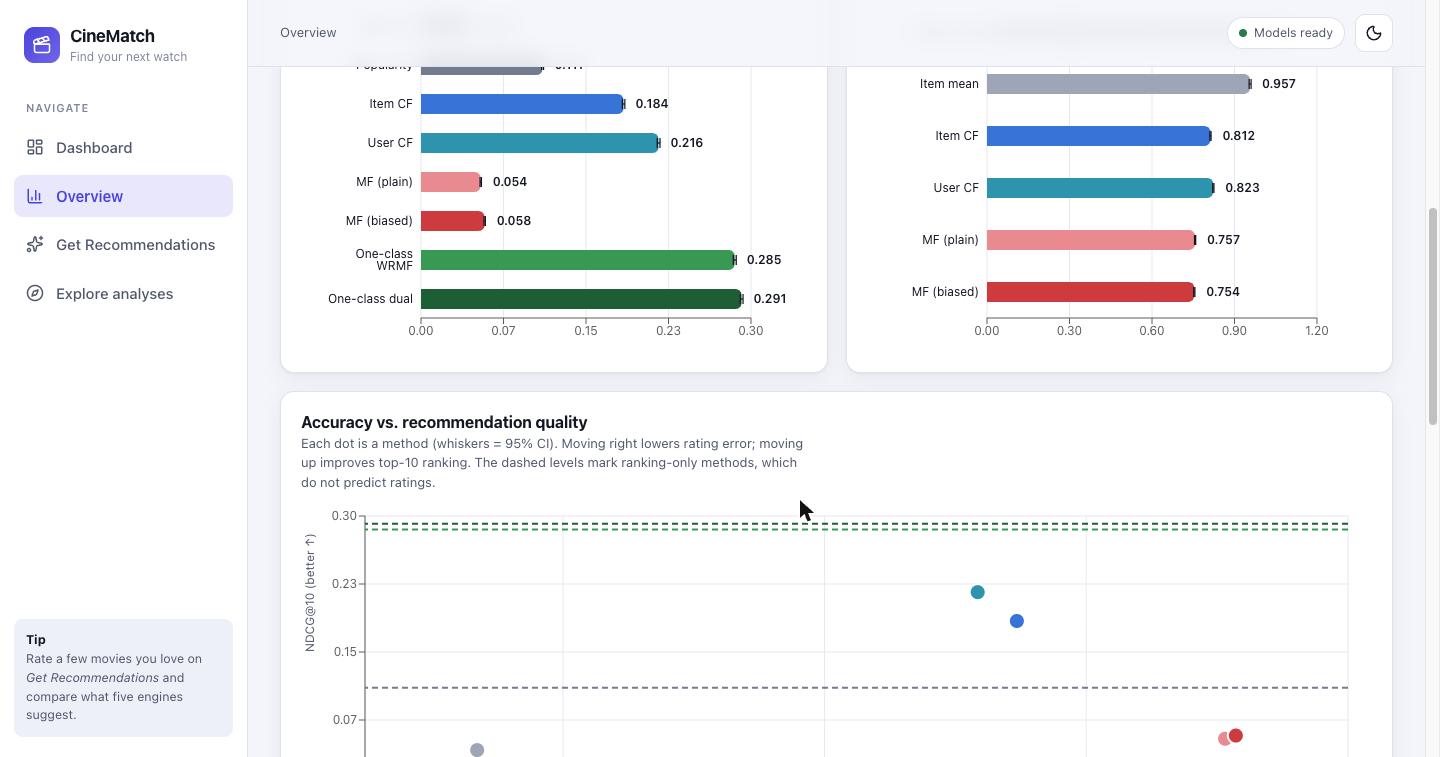 CineMatch
Find your next watch
NAVIGATE
Dashboard
Overview
Get Recommendations
Explore analyses
Tip
Rate a few movies you love on
Get Recommendations and
compare what five engines
suggest.
Overview
Models ready
Item CF
0.184
User CF
0.216
MF (plain)
0.054
MF (biased)
0.058
One-class
WRMF
0.285
One-class dual
0.291
0.00
0.07
0.15
0.23
0.30
Item mean
0.957
Item CF
0.812
User CF
0.823
MF (plain)
0.757
MF (biased)
0.754
0.00
0.30
0.60
0.90
1.20
Accuracy vs. recommendation quality
Each dot is a method (whiskers = 95% CI). Moving right lowers rating error; moving
up improves top-10 ranking. The dashed levels mark ranking-only methods, which
do not predict ratings.
NDCG@10 (better ↑)
0.30
0.23
0.15
0.07